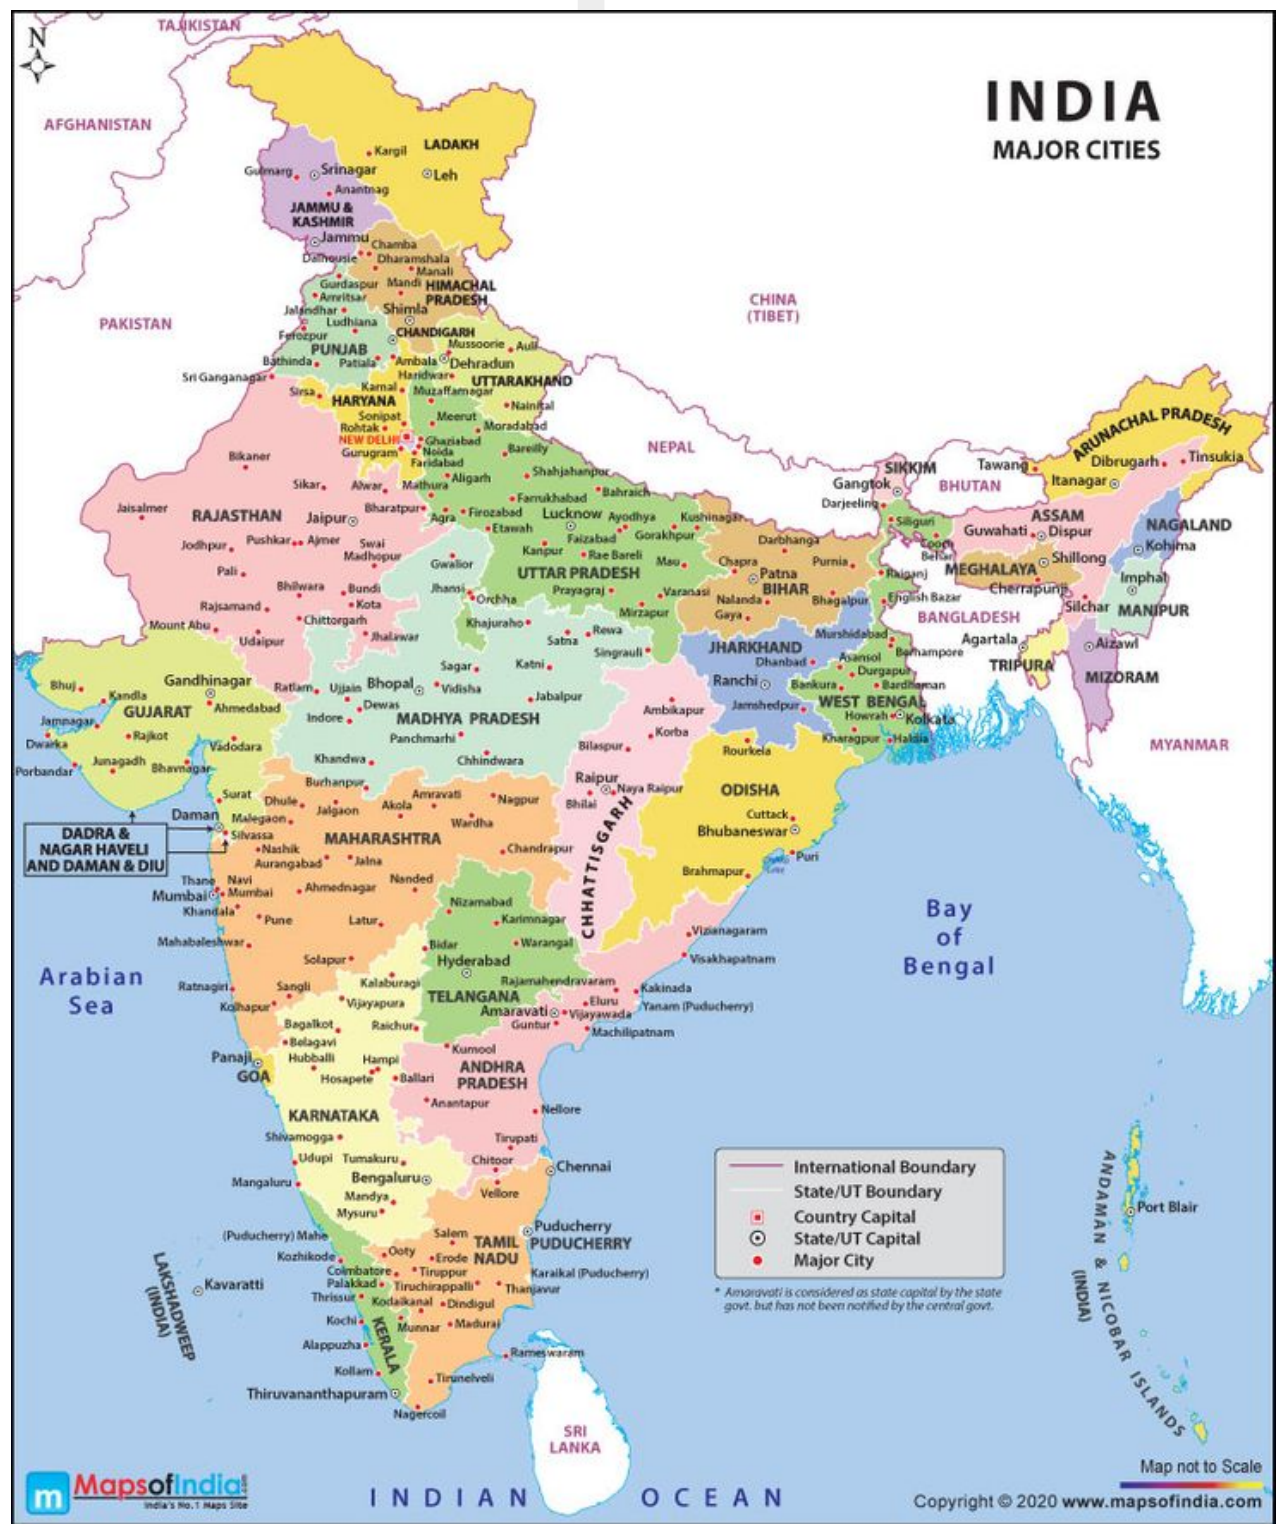 N
INDIA
MAJOR CITIES
TAJIKISTAN
AFGHANISTAN
PAKISTAN
CHINA
(TIBET)
NEPAL
BHUTAN
BANGLADESH
MYANMAR
SRI
LANKA
LADAKH
Kargil
Leh
Gulmarg
Srinagar
Anantnag
JAMMU &
KASHMIR
Jammu
Chamba
Dalhousie
Dharamshala
Manali
Mandi
HIMACHAL
PRADESH
Shimla
Gurdaspur
Amritsar
Jalandhar
Ludhiana
Ferozpur
PUNJAB
Bathinda
Patiala
CHANDIGARH
Ambala
Mussoorie
Auli
Dehradun
Haridwar
UTTARAKHAND
Nainital
Sri Ganganagar
Sirsa
Karnal
HARYANA
Sonipat
Rohtak
NEW DELHI
Gurugram
Faridabad
Muzaffarnagar
Meerut
Moradabad
Ghaziabad
Noida
Bareilly
Aligarh
Shahjahanpur
Mathura
Farrukhabad
Bahraich
Agra
Firozabad
Lucknow
Ayodhya
Kushinagar
Etawah
Faizabad
Gorakhpur
Kanpur
Rae Bareli
Mau
UTTAR PRADESH
Prayagraj
Varanasi
Mirzapur
Jhansi
Bikaner
Sikar
Alwar
Jaisalmer
RAJASTHAN
Jaipur
Bharatpur
Jodhpur
Pushkar
Ajmer
Swai
Madhopur
Pali
Bhilwara
Bundi
Rajsamand
Kota
Mount Abu
Chittorgarh
Udaipur
Jhalawar
Gwalior
Orchha
Khajuraho
Satna
Rewa
Singrauli
Sagar
Katni
Ratlam
Ujjain
Bhopal
Vidisha
Dewas
Jabalpur
Indore
MADHYA PRADESH
Panchmarhi
Khandwa
Chhindwara
Burhanpur
Darbhanga
Chapra
Purnia
Patna
BIHAR
Nalanda
Bhagalpur
Gaya
JHARKHAND
Dhanbad
Ranchi
Jamshedpur
SIKKIM
Gangtok
Darjeeling
Siliguri
Cooch
Behar
Raiganj
English Bazar
Murshidabad
Berhampore
Asansol
Durgapur
Bankura
Bardhaman
WEST BENGAL
Howrah
Kolkata
Kharagpur
Haldia
ARUNACHAL PRADESH
Tawang
Dibrugarh
Tinsukia
Itanagar
ASSAM
Guwahati
Dispur
NAGALAND
Kohima
MEGHALAYA
Shillong
Cherrapunji
Imphal
Silchar
MANIPUR
Agartala
TRIPURA
Aizawl
MIZORAM
Bhuj
Kandla
Gandhinagar
GUJARAT
Ahmedabad
Jamnagar
Rajkot
Dwarka
Vadodara
Junagadh
Porbandar
Bhavnagar
Surat
Daman
Silvassa
DADRA &
NAGAR HAVELI
AND DAMAN & DIU
Dhule
Jalgaon
Akola
Amravati
Nagpur
Malegaon
Wardha
MAHARASHTRA
Nashik
Aurangabad
Jalna
Chandrapur
Thane
Navi
Mumbai
Mumbai
Ahmednagar
Nanded
Khandala
Pune
Latur
Mahabaleshwar
Solapur
Ratnagiri
Sangli
Kolhapur
Ambikapur
Korba
Bilaspur
Raipur
Naya Raipur
Bhilai
CHHATTISGARH
Rourkela
ODISHA
Cuttack
Bhubaneswar
Puri
Brahmapur
Nizamabad
Karimnagar
Warangal
Hyderabad
TELANGANA
Vizianagaram
Visakhapatnam
Rajamahendravaram
Kakinada
Eluru
Yanam (Puducherry)
Amaravati
Vijayawada
Guntur
Machilipatnam
Kurnool
ANDHRA
PRADESH
Anantapur
Nellore
Tirupati
Chitoor
Bidar
Kalaburagi
Vijayapura
Bagalkot
Raichur
Belagavi
Hubballi
Hampi
Hosapete
Ballari
KARNATAKA
Shivamogga
Udupi
Tumakuru
Bengaluru
Mangaluru
Mandya
Mysuru
Panaji
GOA
Chennai
Vellore
Puducherry
PUDUCHERRY
Salem
TAMIL
NADU
Ooty
Erode
Coimbatore
Tiruppur
Karaikal (Puducherry)
Tiruchirappalli
Thanjavur
Kodaikanal
Dindigul
Madurai
Rameswaram
Tirunelveli
Nagercoil
(Puducherry) Mahe
Kozhikode
Palakkad
Thrissur
Kochi
Munnar
KERALA
Alappuzha
Kollam
Thiruvananthapuram
Kavaratti
LAKSHADWEEP
(INDIA)
Port Blair
ANDAMAN & NICOBAR ISLANDS
(INDIA)
Arabian
Sea
Bay
of
Bengal
INDIAN OCEAN
International Boundary
State/UT Boundary
Country Capital
State/UT Capital
Major City
* Amaravati is considered as state capital by the state
govt. but has not been notified by the central govt.
m MapsofIndia.com
India's No.1 Maps Site
Map not to Scale
Copyright © 2020 www.mapsofindia.com